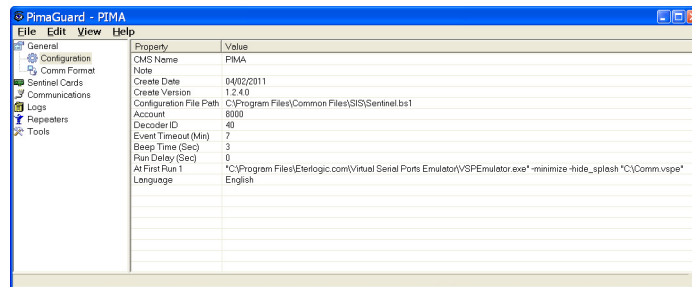 PimaGuard - PIMA
File Edit View Help
General
Configuration
Comm Format
Sentinel Cards
Communications
Logs
Repeaters
Tools
Property Value
CMS Name PIMA
Note
Create Date 04/02/2011
Create Version 1.2.4.0
Configuration File Path C:\Program Files\Common Files\SIS\Sentinel.bs1
Account 8000
Decoder ID 40
Event Timeout (Min) 7
Beep Time (Sec) 3
Run Delay (Sec) 0
At First Run 1 "C:\Program Files\Eterlogic.com\Virtual Serial Ports Emulator\VSPEmulator.exe" -minimize -hide_splash "C:\Comm.vspe"
Language English